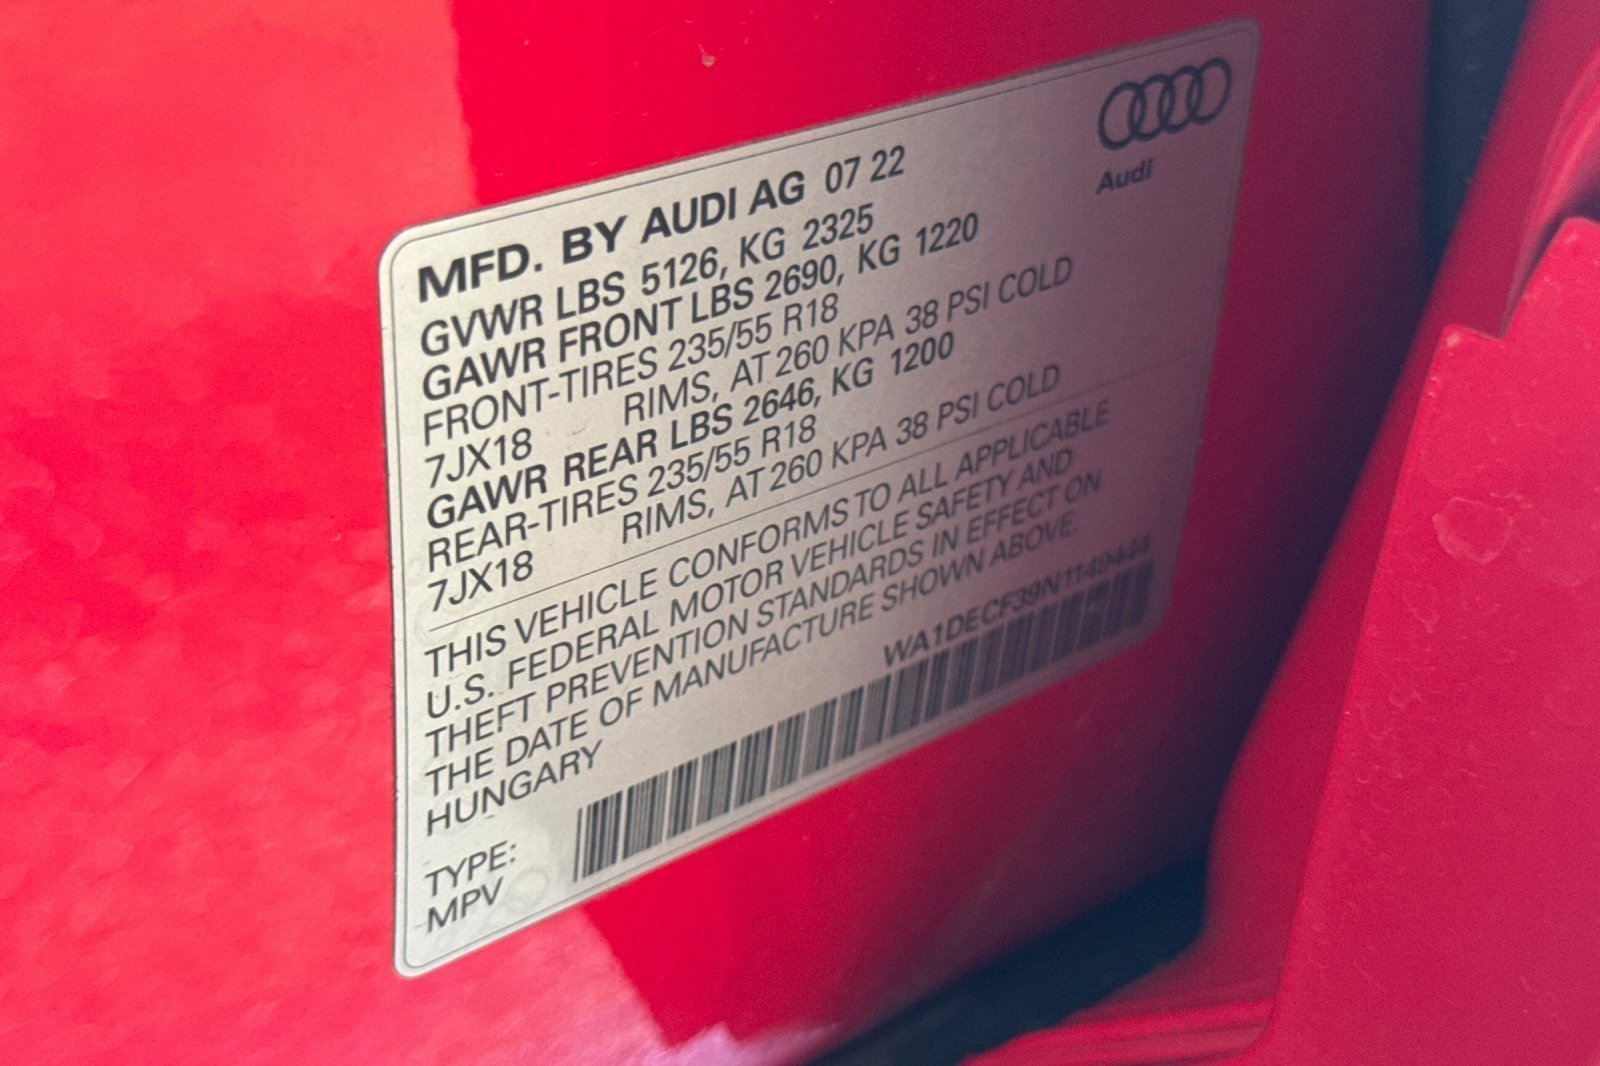 Audi
MFD. BY AUDI AG 07 22
GVWR LBS 5126, KG 2325
GAWR FRONT LBS 2690, KG 1220
FRONT-TIRES 235/55 R18
7JX18 RIMS, AT 260 KPA 38 PSI COLD
GAWR REAR LBS 2646, KG 1200
REAR-TIRES 235/55 R18
7JX18 RIMS, AT 260 KPA 38 PSI COLD
THIS VEHICLE CONFORMS TO ALL APPLICABLE
U.S. FEDERAL MOTOR VEHICLE SAFETY AND
THEFT PREVENTION STANDARDS IN EFFECT ON
THE DATE OF MANUFACTURE SHOWN ABOVE.
HUNGARY
WA1DECF39N1149444
TYPE:
MPV